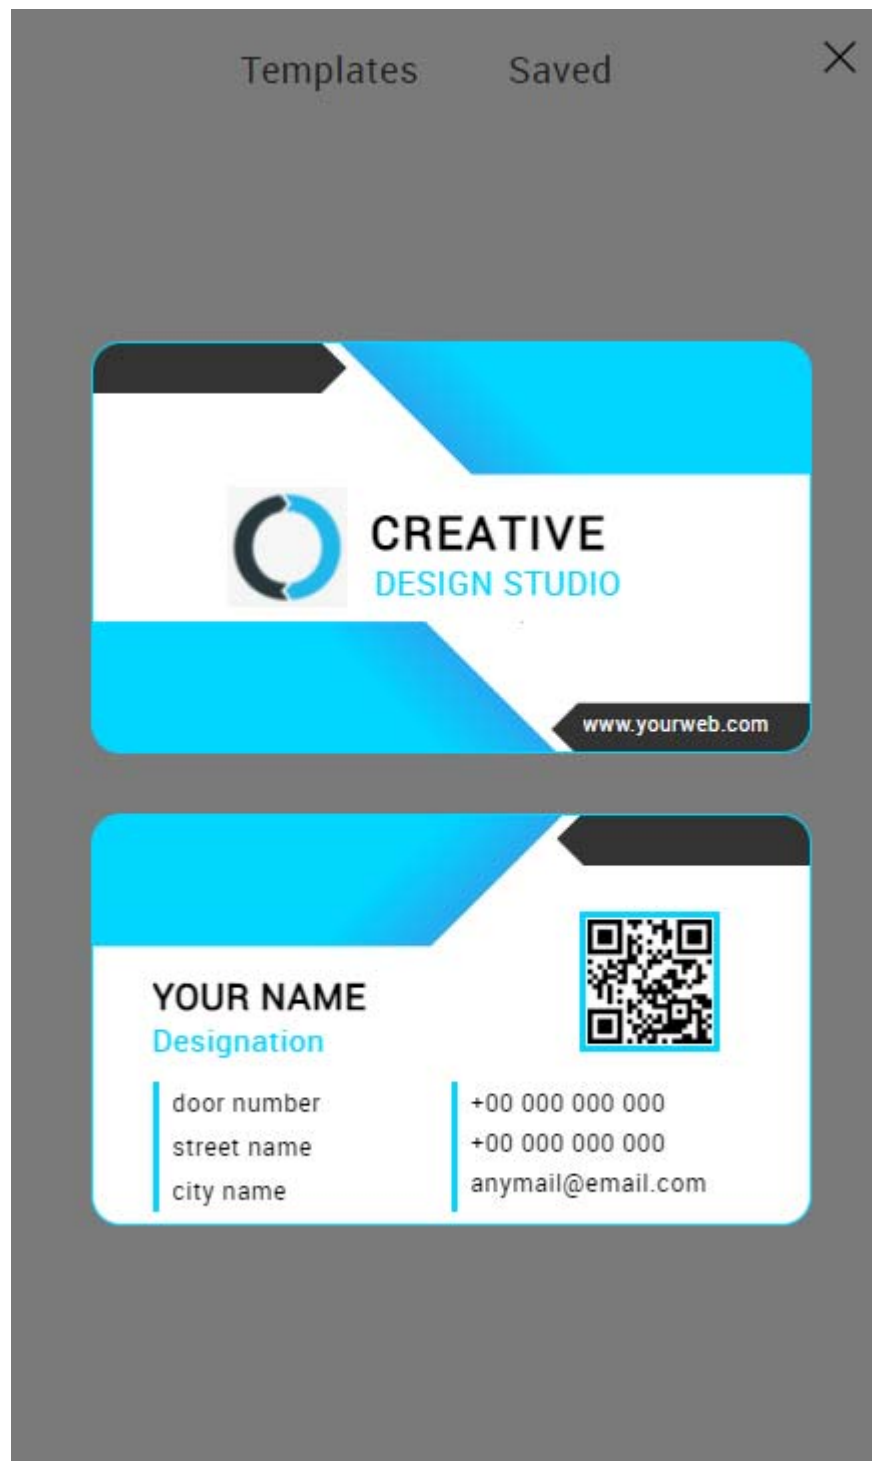 Templates Saved
CREATIVE
DESIGN STUDIO
www.yourweb.com
YOUR NAME
Designation
door number
street name
city name
+00 000 000 000
+00 000 000 000
anymail@email.com